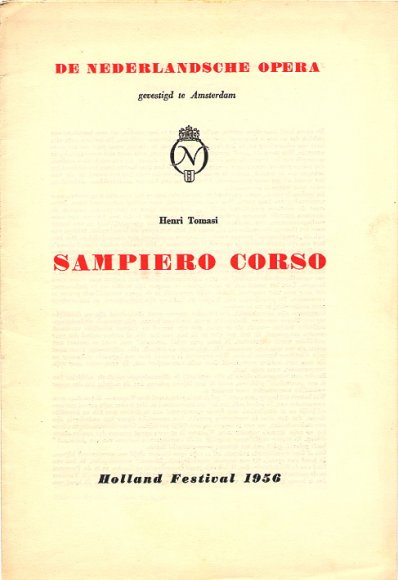 DE NEDERLANDSCHE OPERA
gevestigd te Amsterdam
N
Henri Tomasi
SAMPIERO CORSO
Holland Festival 1956